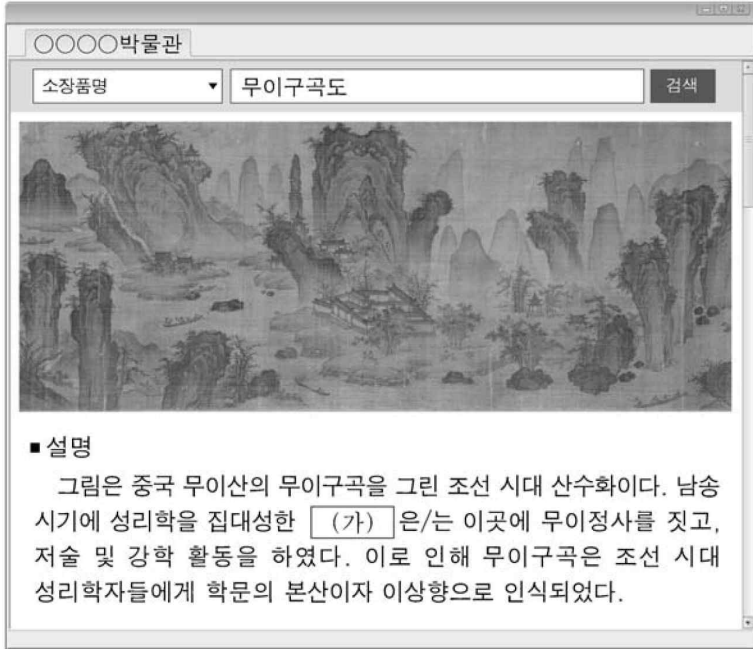 ○○○○박물관
소장품명 ▼ 무이구곡도 검색
■ 설명
그림은 중국 무이산의 무이구곡을 그린 조선 시대 산수화이다. 남송
시기에 성리학을 집대성한 (가) 은/는 이곳에 무이정사를 짓고,
저술 및 강학 활동을 하였다. 이로 인해 무이구곡은 조선 시대
성리학자들에게 학문의 본산이자 이상향으로 인식되었다.